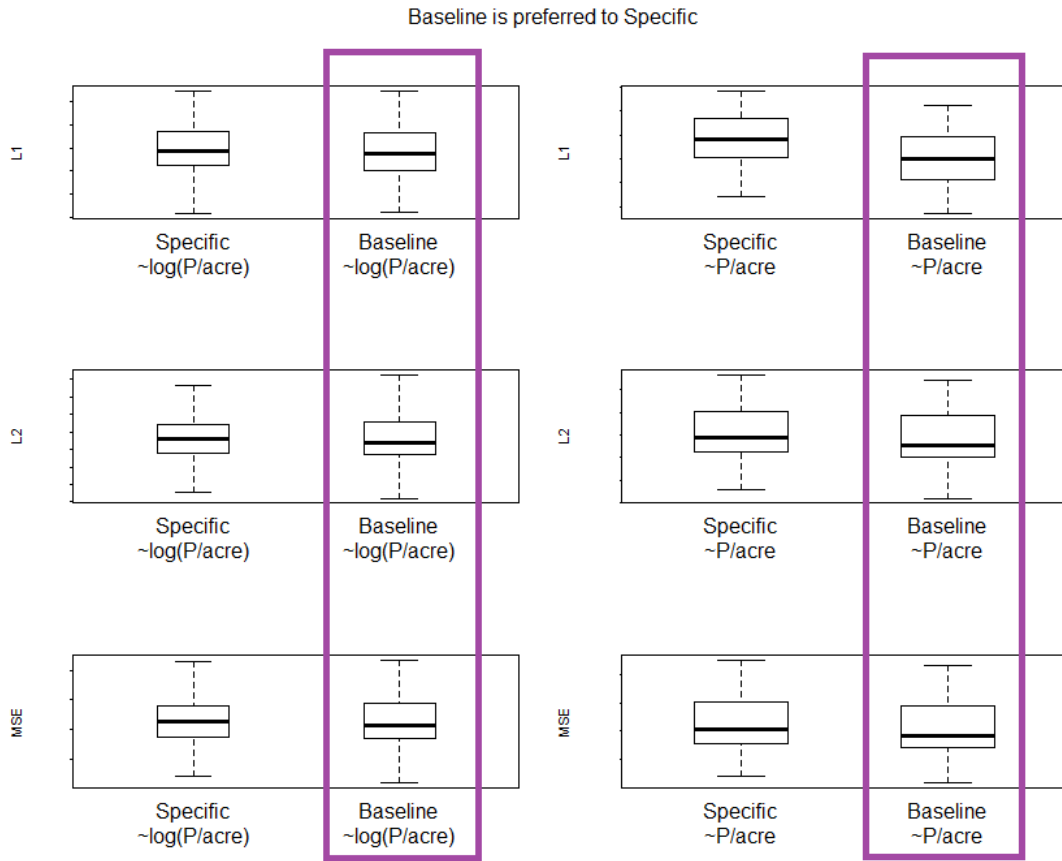 Baseline is preferred to Specific
L1
Specific
~log(P/acre)
Baseline
~log(P/acre)
L1
Specific
~P/acre
Baseline
~P/acre
L2
Specific
~log(P/acre)
Baseline
~log(P/acre)
L2
Specific
~P/acre
Baseline
~P/acre
MSE
Specific
~log(P/acre)
Baseline
~log(P/acre)
MSE
Specific
~P/acre
Baseline
~P/acre